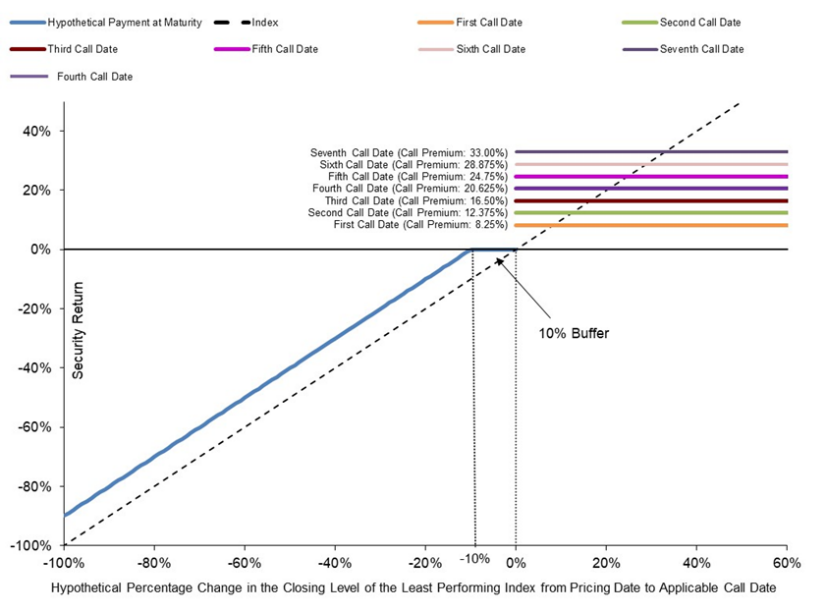 Hypothetical Payment at Maturity
Index
First Call Date
Second Call Date
Third Call Date
Fifth Call Date
Sixth Call Date
Seventh Call Date
Fourth Call Date
40%
20%
0%
-20%
-40%
-60%
-80%
-100%
Security Return
Seventh Call Date (Call Premium: 33.00%)
Sixth Call Date (Call Premium: 28.875%)
Fifth Call Date (Call Premium: 24.75%)
Fourth Call Date (Call Premium: 20.625%)
Third Call Date (Call Premium: 16.50%)
Second Call Date (Call Premium: 12.375%)
First Call Date (Call Premium: 8.25%)
10% Buffer
-100%
-80%
-60%
-40%
-20%
-10%
0%
20%
40%
60%
Hypothetical Percentage Change in the Closing Level of the Least Performing Index from Pricing Date to Applicable Call Date